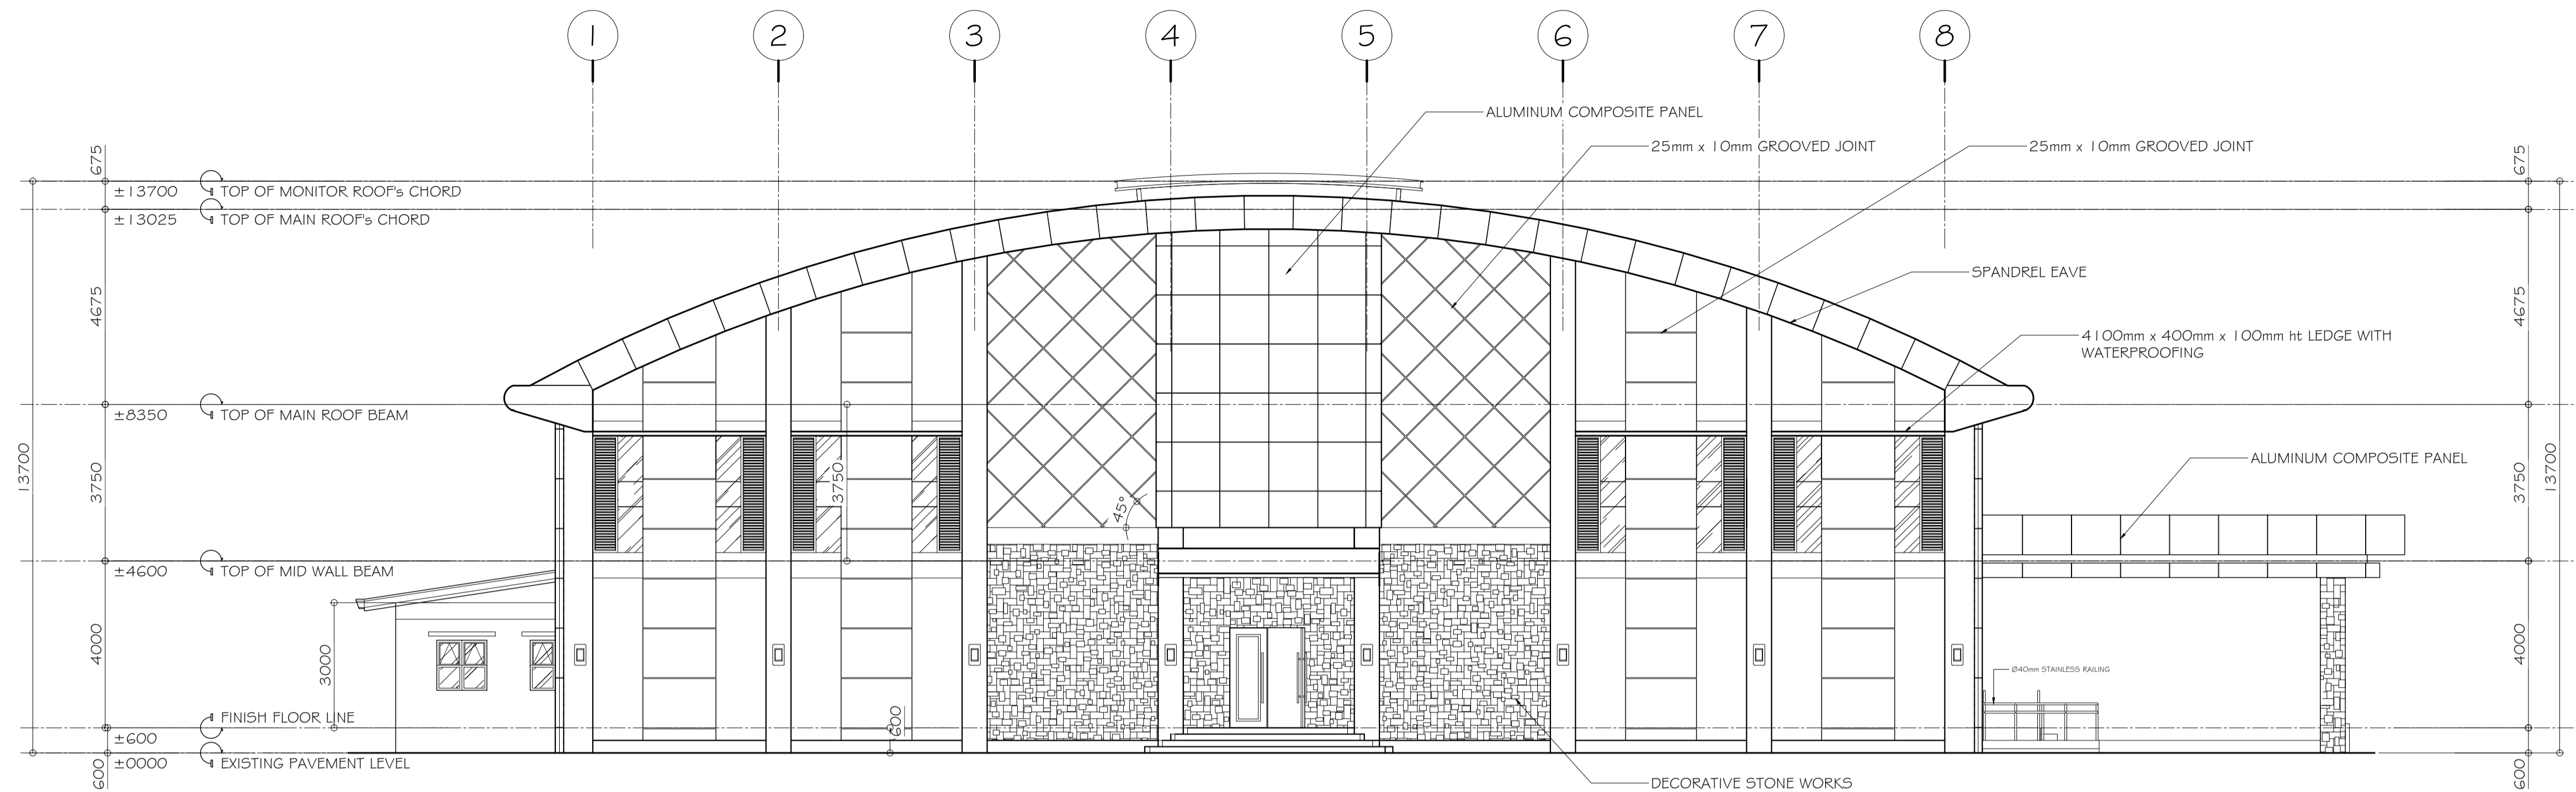 1 2 3 4 5 6 7 8
ALUMINUM COMPOSITE PANEL
25mm x 10mm GROOVED JOINT
25mm x 10mm GROOVED JOINT
675
675
±13700 TOP OF MONITOR ROOF's CHORD
±13025 TOP OF MAIN ROOF's CHORD
SPANDREL EAVE
4675
4675
4100mm x 400mm x 100mm ht LEDGE WITH
WATERPROOFING
±8350 TOP OF MAIN ROOF BEAM
13700
3750
3750
ALUMINUM COMPOSITE PANEL
3750
13700
45°
±4600 TOP OF MID WALL BEAM
4000
3000
4000
Ø40mm STAINLESS RAILING
FINISH FLOOR LINE
±600
600
±0000 EXISTING PAVEMENT LEVEL
600
600
DECORATIVE STONE WORKS